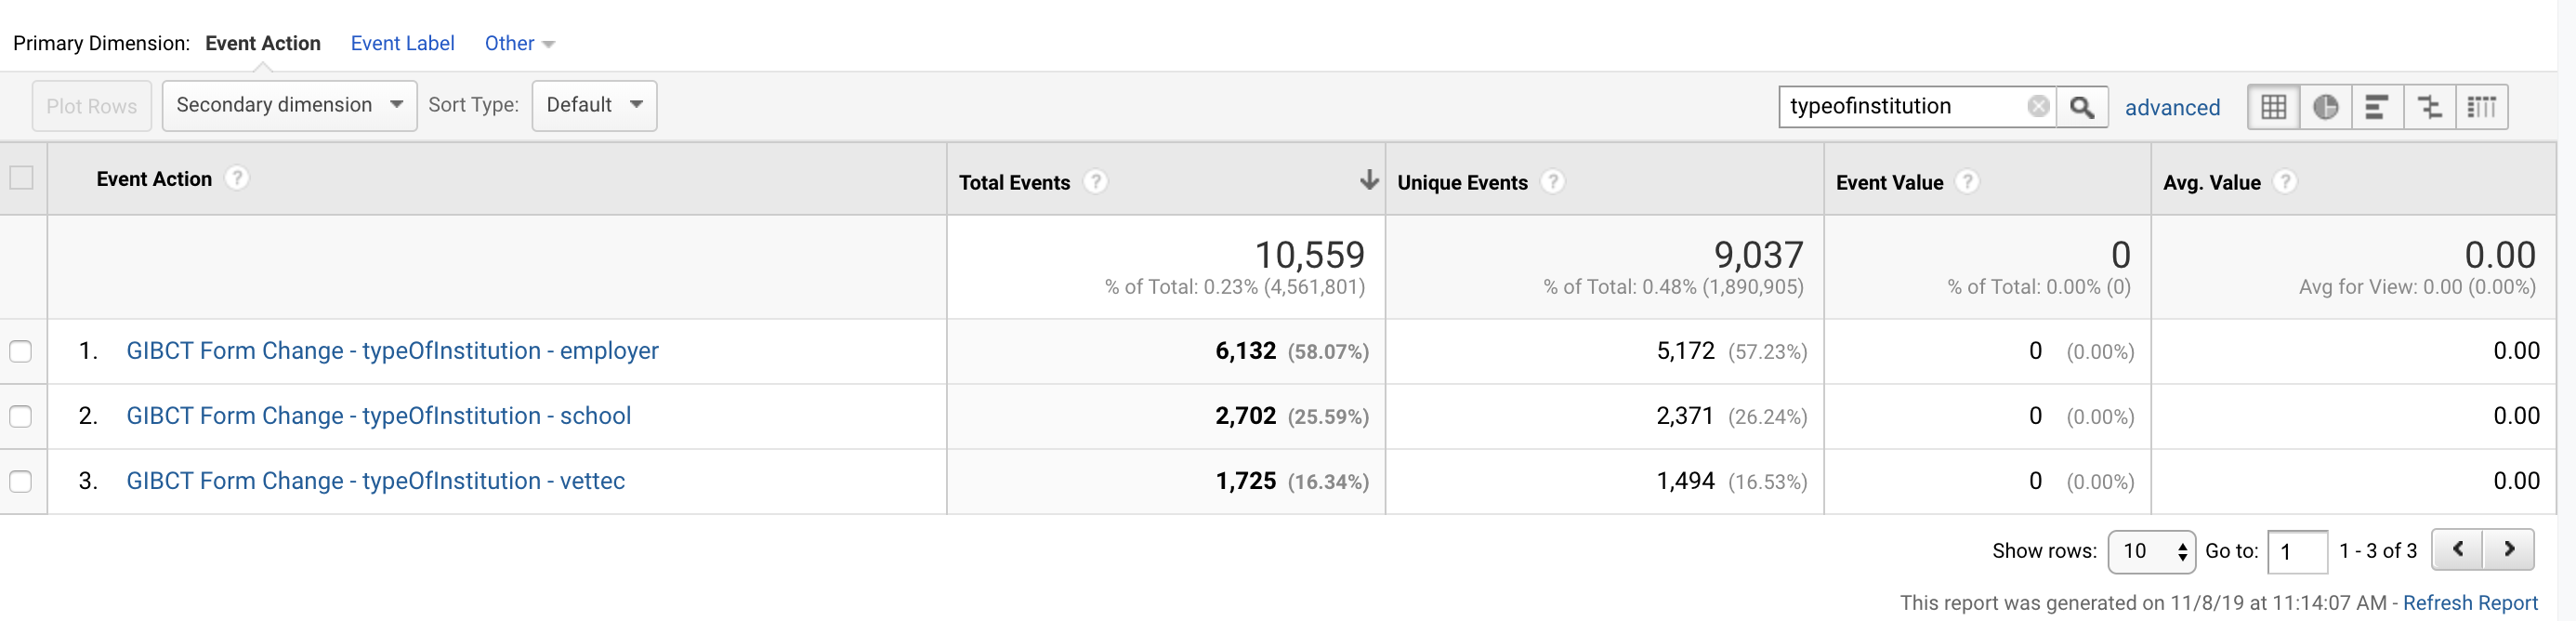 Primary Dimension: Event Action Event Label Other
Plot Rows Secondary dimension Sort Type: Default typeofinstitution advanced
Event Action ? Total Events ? Unique Events ? Event Value ? Avg. Value ?
10,559 9,037 0 0.00
% of Total: 0.23% (4,561,801) % of Total: 0.48% (1,890,905) % of Total: 0.00% (0) Avg for View: 0.00 (0.00%)
1. GIBCT Form Change - typeOfInstitution - employer 6,132 (58.07%) 5,172 (57.23%) 0 (0.00%) 0.00
2. GIBCT Form Change - typeOfInstitution - school 2,702 (25.59%) 2,371 (26.24%) 0 (0.00%) 0.00
3. GIBCT Form Change - typeOfInstitution - vettec 1,725 (16.34%) 1,494 (16.53%) 0 (0.00%) 0.00
Show rows: 10 Go to: 1 1 - 3 of 3
This report was generated on 11/8/19 at 11:14:07 AM - Refresh Report